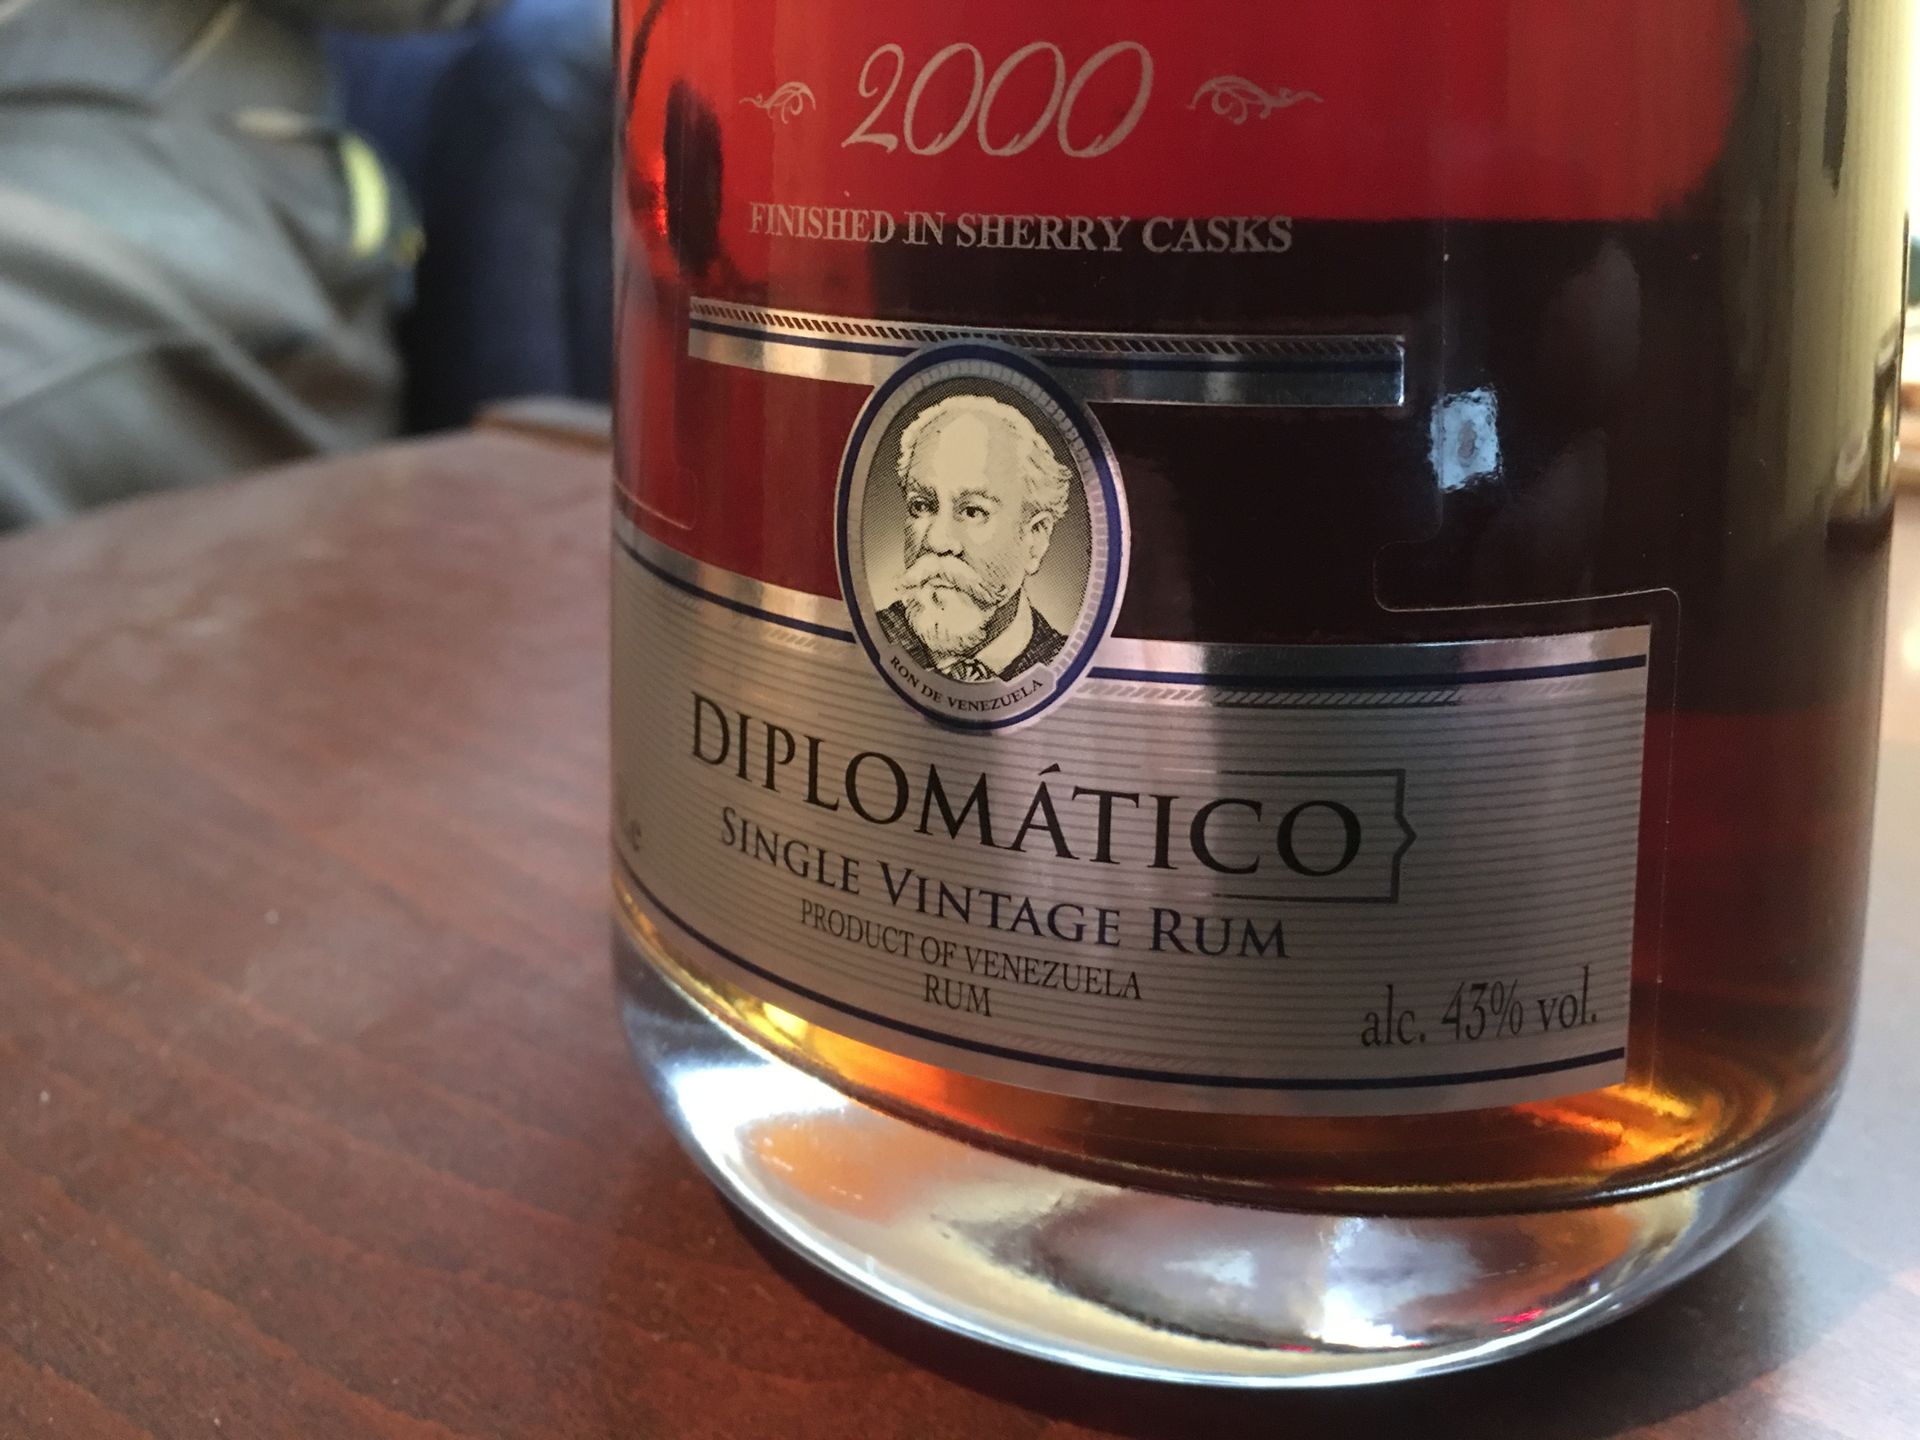 2000
FINISHED IN SHERRY CASKS
RON DE VENEZUELA
DIPLOMÁTICO
SINGLE VINTAGE RUM
PRODUCT OF VENEZUELA
RUM
alc. 43% vol.